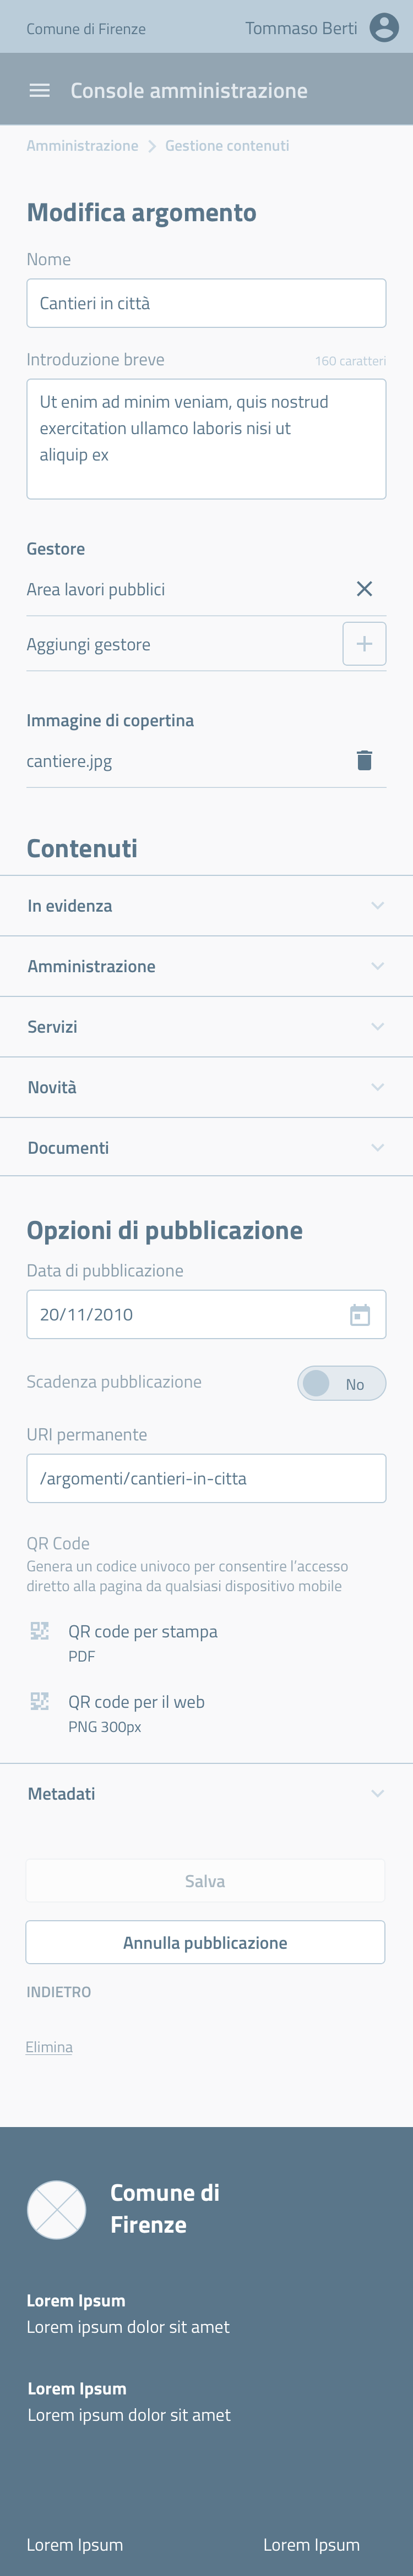 Comune di Firenze
Tommaso Berti
Console amministrazione
Amministrazione
Gestione contenuti
Modifica argomento
Nome
Cantieri in città
Introduzione breve
160 caratteri
Ut enim ad minim veniam, quis nostrud
exercitation ullamco laboris nisi ut
aliquip ex
Gestore
Area lavori pubblici
Aggiungi gestore
Immagine di copertina
cantiere.jpg
Contenuti
In evidenza
Amministrazione
Servizi
Novità
Documenti
Opzioni di pubblicazione
Data di pubblicazione
20/11/2010
Scadenza pubblicazione
No
URI permanente
/argomenti/cantieri-in-citta
QR Code
Genera un codice univoco per consentire l’accesso
diretto alla pagina da qualsiasi dispositivo mobile
QR code per stampa
PDF
QR code per il web
PNG 300px
Metadati
Salva
Annulla pubblicazione
INDIETRO
Elimina
Comune di
Firenze
Lorem Ipsum
Lorem ipsum dolor sit amet
Lorem Ipsum
Lorem ipsum dolor sit amet
Lorem Ipsum
Lorem Ipsum